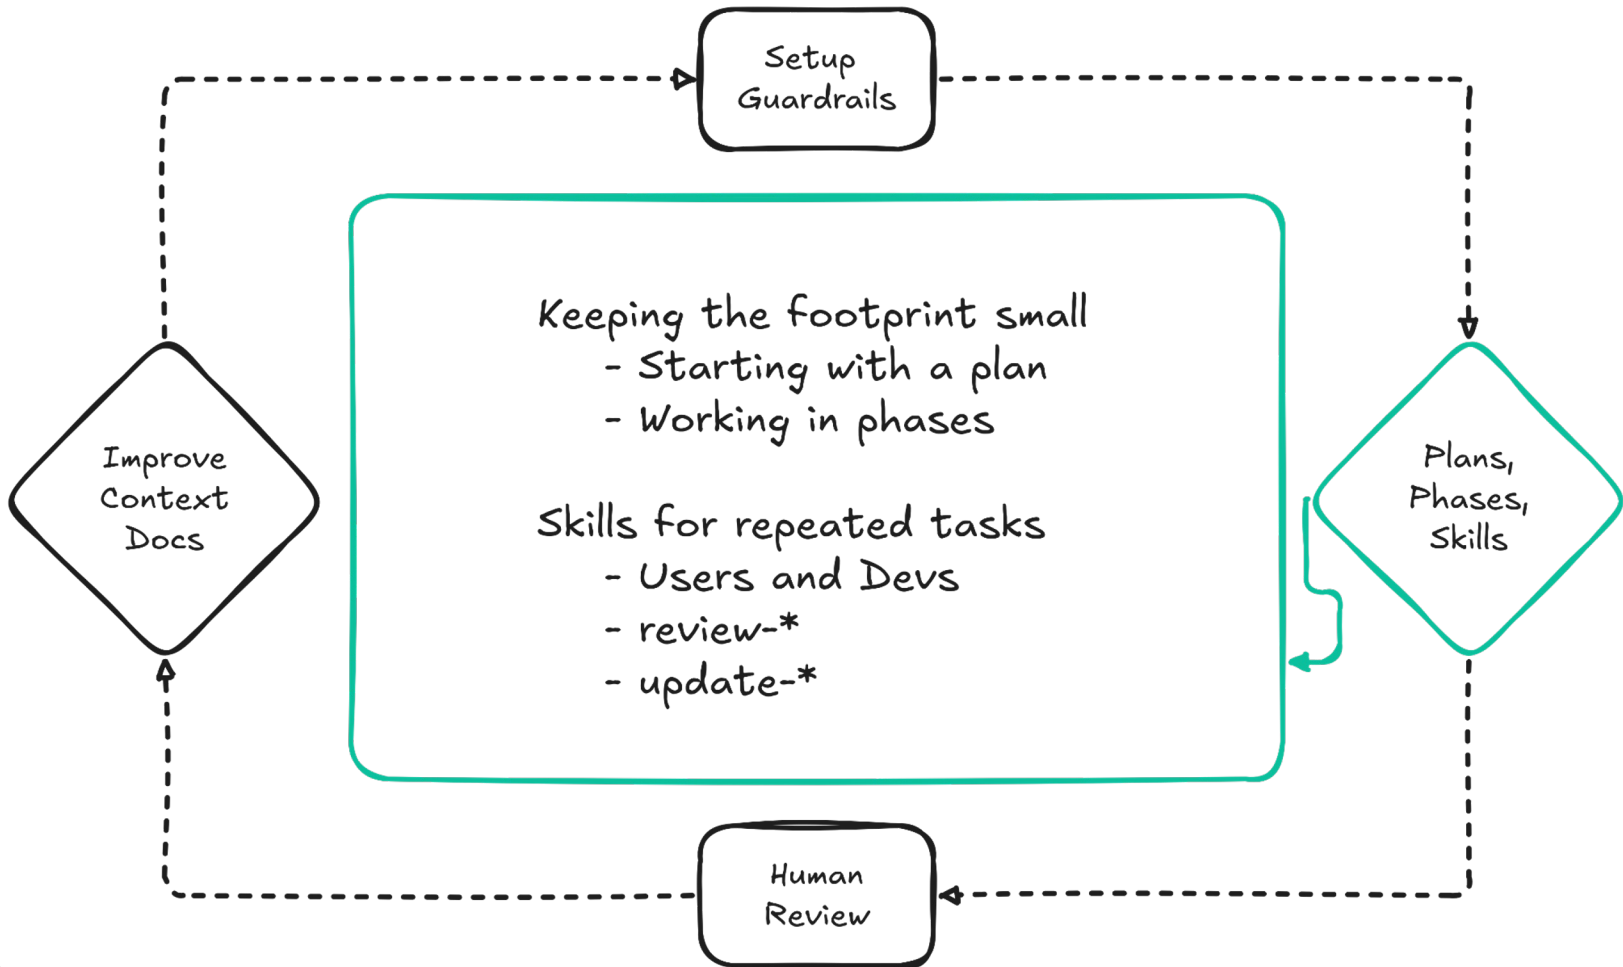 Setup
Guardrails
Keeping the footprint small
- Starting with a plan
- Working in phases
Skills for repeated tasks
- Users and Devs
- review-*
- update-*
Improve
Context
Docs
Plans,
Phases,
Skills
Human
Review